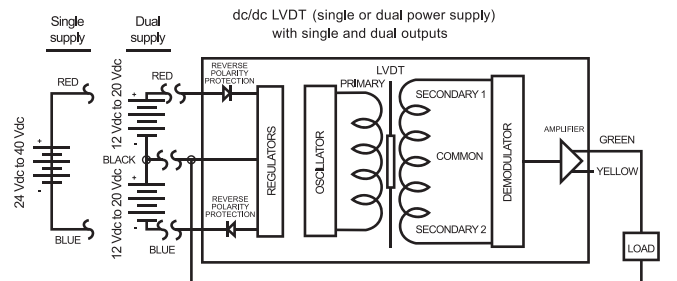 dc/dc LVDT (single or dual power supply)
with single and dual outputs
Single
supply
Dual
supply
RED
RED
24 Vdc to 40 Vdc
+
-
12 Vdc to 20 Vdc
+
-
BLACK
12 Vdc to 20 Vdc
+
-
BLUE
BLUE
REVERSE
POLARITY
PROTECTION
REVERSE
POLARITY
PROTECTION
REGULATORS
OSCILLATOR
PRIMARY
LVDT
SECONDARY 1
COMMON
SECONDARY 2
DEMODULATOR
AMPLIFIER
GREEN
YELLOW
LOAD